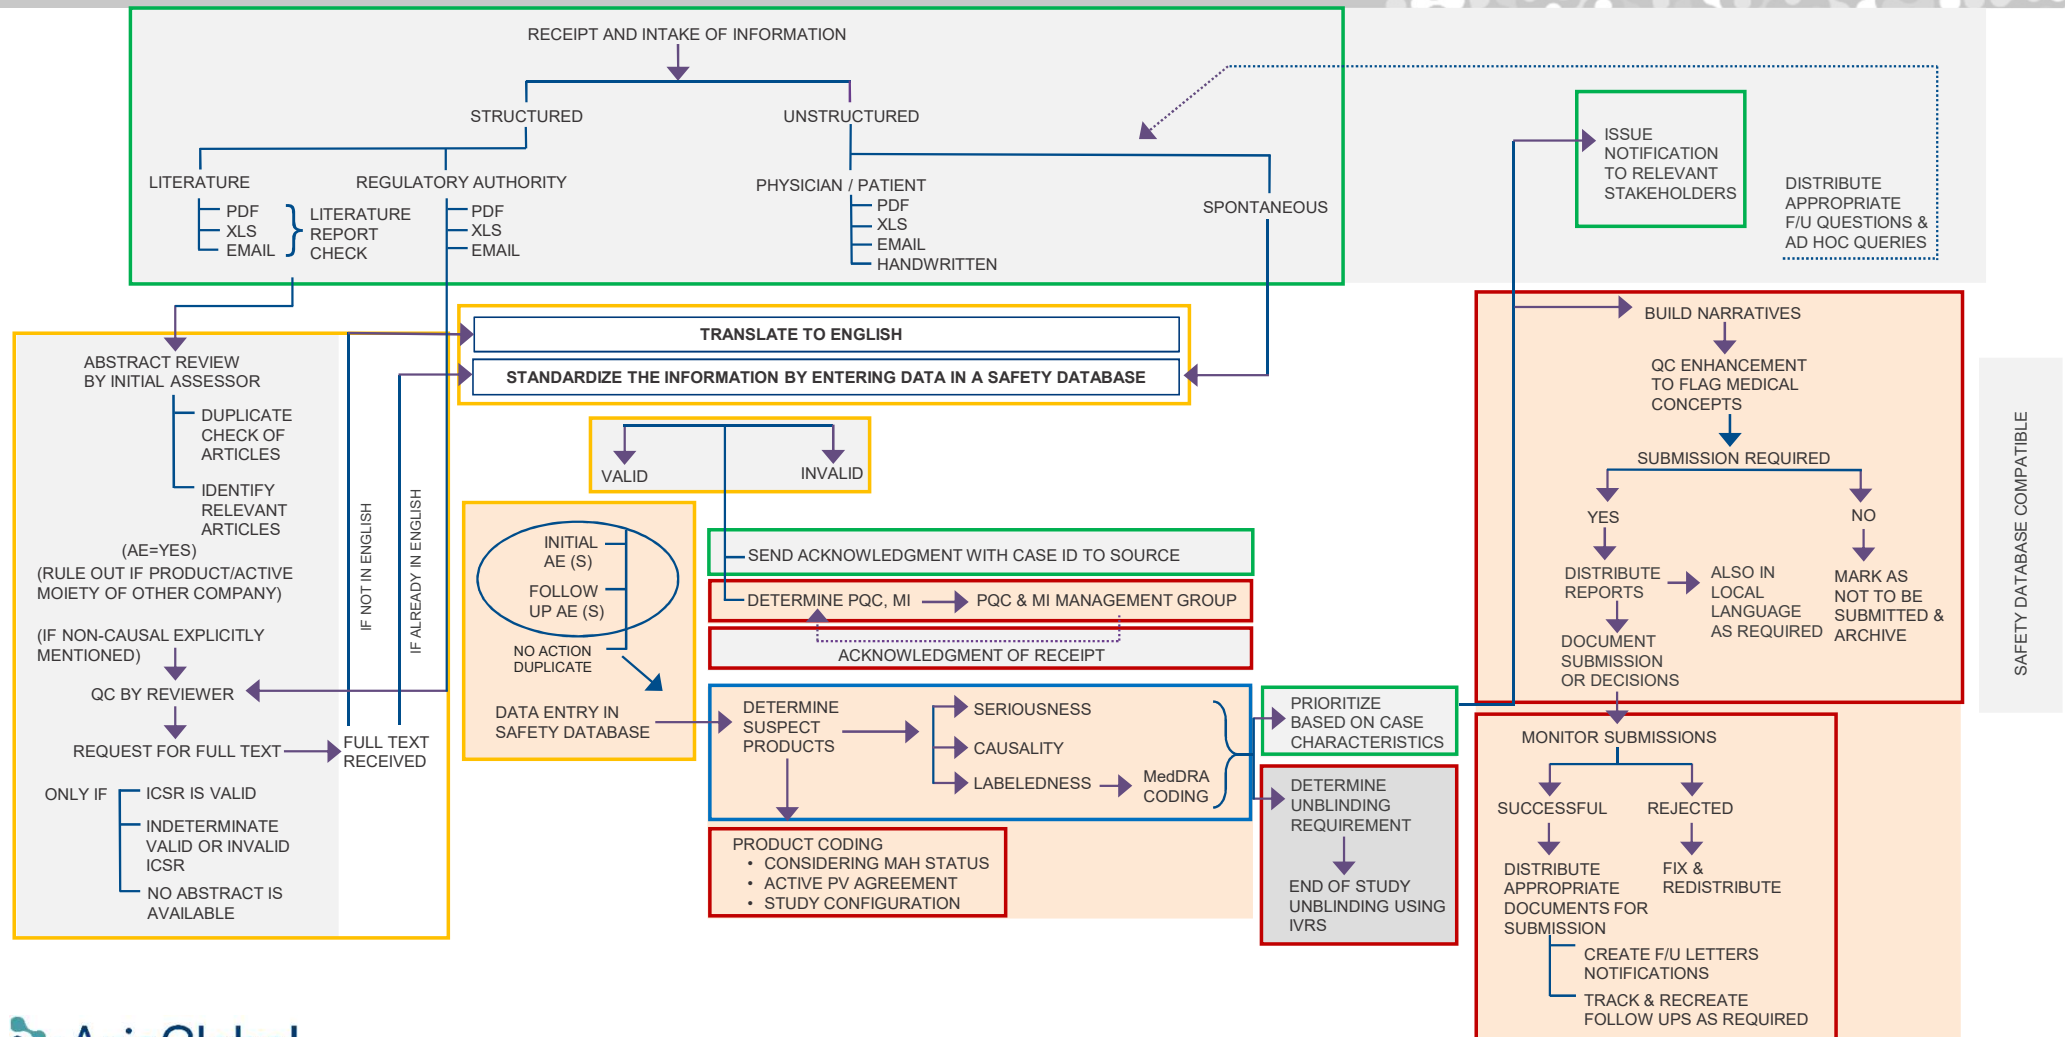 RECEIPT AND INTAKE OF INFORMATION
STRUCTURED
UNSTRUCTURED
LITERATURE
PDF
XLS
EMAIL
LITERATURE
REPORT
CHECK
REGULATORY AUTHORITY
PDF
XLS
EMAIL
PHYSICIAN / PATIENT
PDF
XLS
EMAIL
HANDWRITTEN
SPONTANEOUS
ISSUE
NOTIFICATION
TO RELEVANT
STAKEHOLDERS
DISTRIBUTE
APPROPRIATE
F/U QUESTIONS &
AD HOC QUERIES
TRANSLATE TO ENGLISH
STANDARDIZE THE INFORMATION BY ENTERING DATA IN A SAFETY DATABASE
ABSTRACT REVIEW
BY INITIAL ASSESSOR
DUPLICATE
CHECK OF
ARTICLES
IDENTIFY
RELEVANT
ARTICLES
(AE=YES)
(RULE OUT IF PRODUCT/ACTIVE
MOIETY OF OTHER COMPANY)
(IF NON-CAUSAL EXPLICITLY
MENTIONED)
QC BY REVIEWER
REQUEST FOR FULL TEXT
FULL TEXT
RECEIVED
ONLY IF
ICSR IS VALID
INDETERMINATE
VALID OR INVALID
ICSR
NO ABSTRACT IS
AVAILABLE
IF NOT IN ENGLISH
IF ALREADY IN ENGLISH
VALID
INVALID
INITIAL
AE (S)
FOLLOW
UP AE (S)
NO ACTION
DUPLICATE
DATA ENTRY IN
SAFETY DATABASE
SEND ACKNOWLEDGMENT WITH CASE ID TO SOURCE
DETERMINE PQC, MI
PQC & MI MANAGEMENT GROUP
ACKNOWLEDGMENT OF RECEIPT
DETERMINE
SUSPECT
PRODUCTS
SERIOUSNESS
CAUSALITY
LABELEDNESS
MedDRA
CODING
PRODUCT CODING
• CONSIDERING MAH STATUS
• ACTIVE PV AGREEMENT
• STUDY CONFIGURATION
PRIORITIZE
BASED ON CASE
CHARACTERISTICS
DETERMINE
UNBLINDING
REQUIREMENT
END OF STUDY
UNBLINDING USING
IVRS
BUILD NARRATIVES
QC ENHANCEMENT
TO FLAG MEDICAL
CONCEPTS
SUBMISSION REQUIRED
YES
NO
DISTRIBUTE
REPORTS
ALSO IN
LOCAL
LANGUAGE
AS REQUIRED
MARK AS
NOT TO BE
SUBMITTED &
ARCHIVE
DOCUMENT
SUBMISSION
OR DECISIONS
MONITOR SUBMISSIONS
SUCCESSFUL
REJECTED
DISTRIBUTE
APPROPRIATE
DOCUMENTS FOR
SUBMISSION
FIX &
REDISTRIBUTE
CREATE F/U LETTERS
NOTIFICATIONS
TRACK & RECREATE
FOLLOW UPS AS REQUIRED
SAFETY DATABASE COMPATIBLE